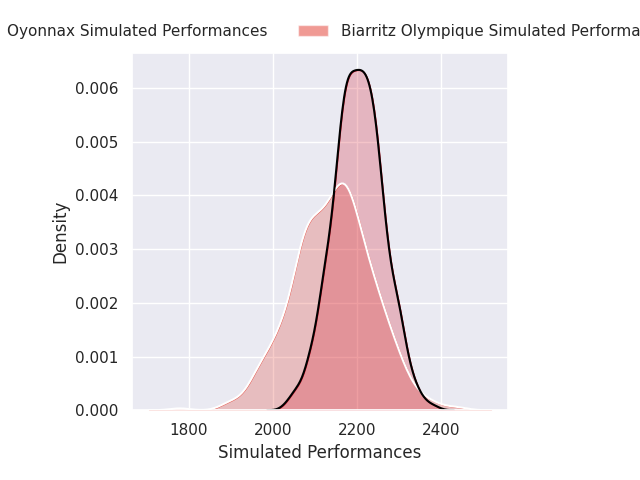 Oyonnax Simulated Performances
Biarritz Olympique Simulated Performa
0.006
0.005
0.004
0.003
0.002
0.001
0.000
Density
1800 2000 2200 2400
Simulated Performances